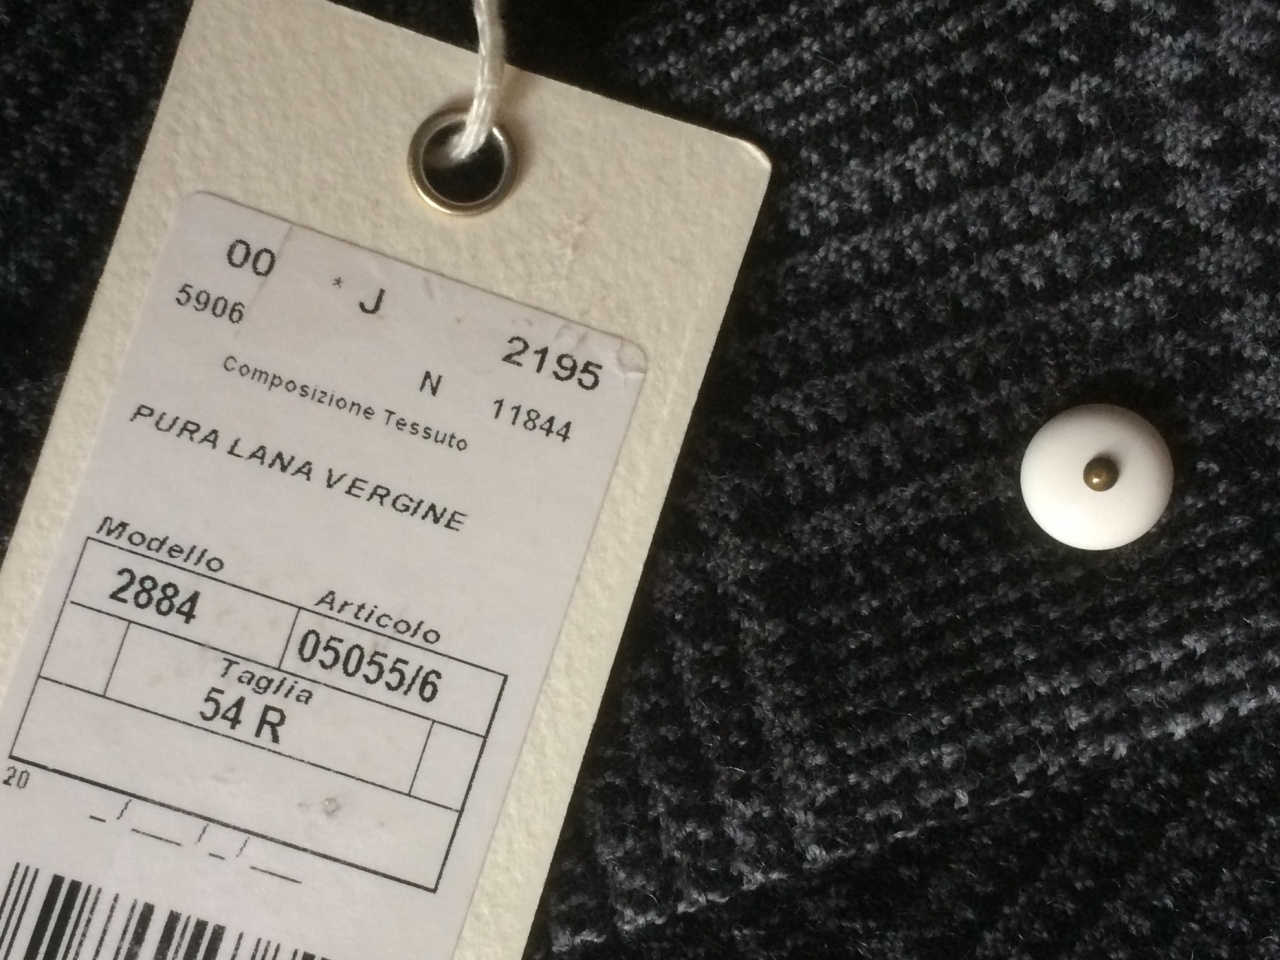 00 * J 2195
5906 N 11844
Composizione Tessuto
PURA LANA VERGINE
Modello Articolo
2884 05055/6
Taglia
54 R
20